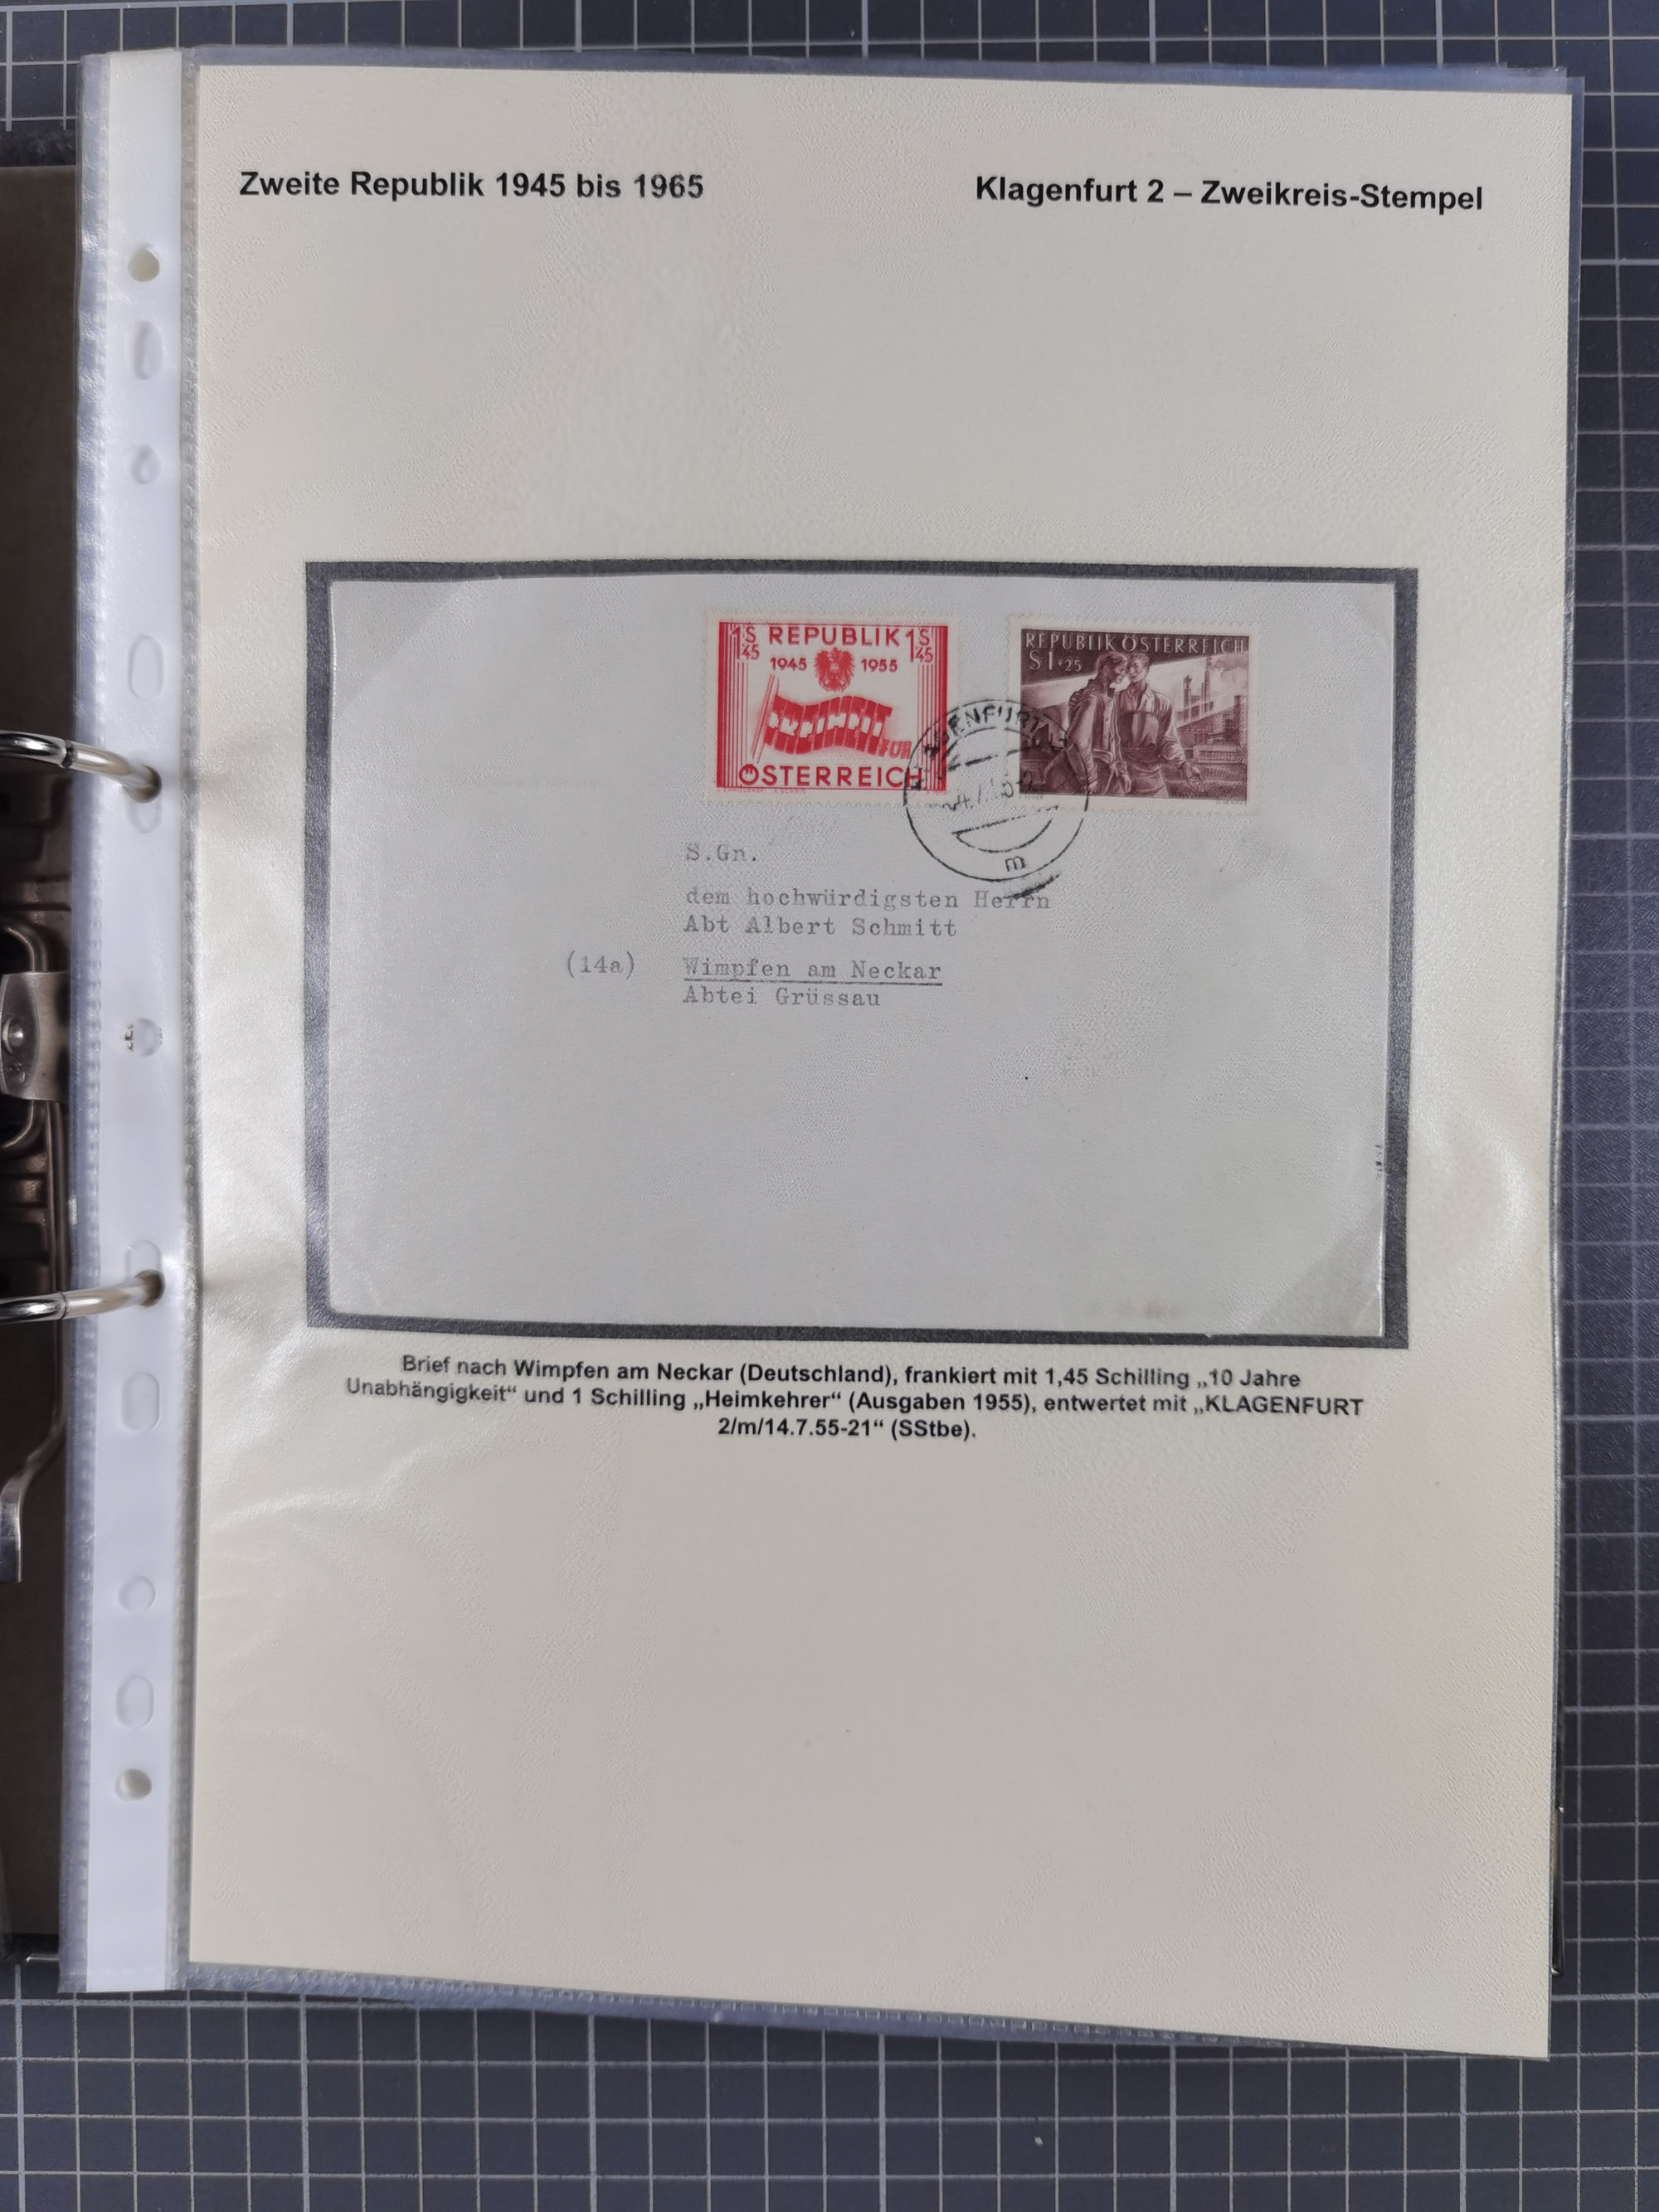 Zweite Republik 1945 bis 1965
Klagenfurt 2 – Zweikreis-Stempel
1S REPUBLIK 1S
45 1945 1955 45
FREIHEIT
FÜR
ÖSTERREICH
REPUBLIK ÖSTERREICH
S1+25
m
S.Gn.
dem hochwürdigsten Herrn
Abt Albert Schmitt
(14a) Wimpfen am Neckar
Abtei Grüssau
Brief nach Wimpfen am Neckar (Deutschland), frankiert mit 1,45 Schilling „10 Jahre
Unabhängigkeit“ und 1 Schilling „Heimkehrer“ (Ausgaben 1955), entwertet mit „KLAGENFURT
2/m/14.7.55-21“ (SStbe).